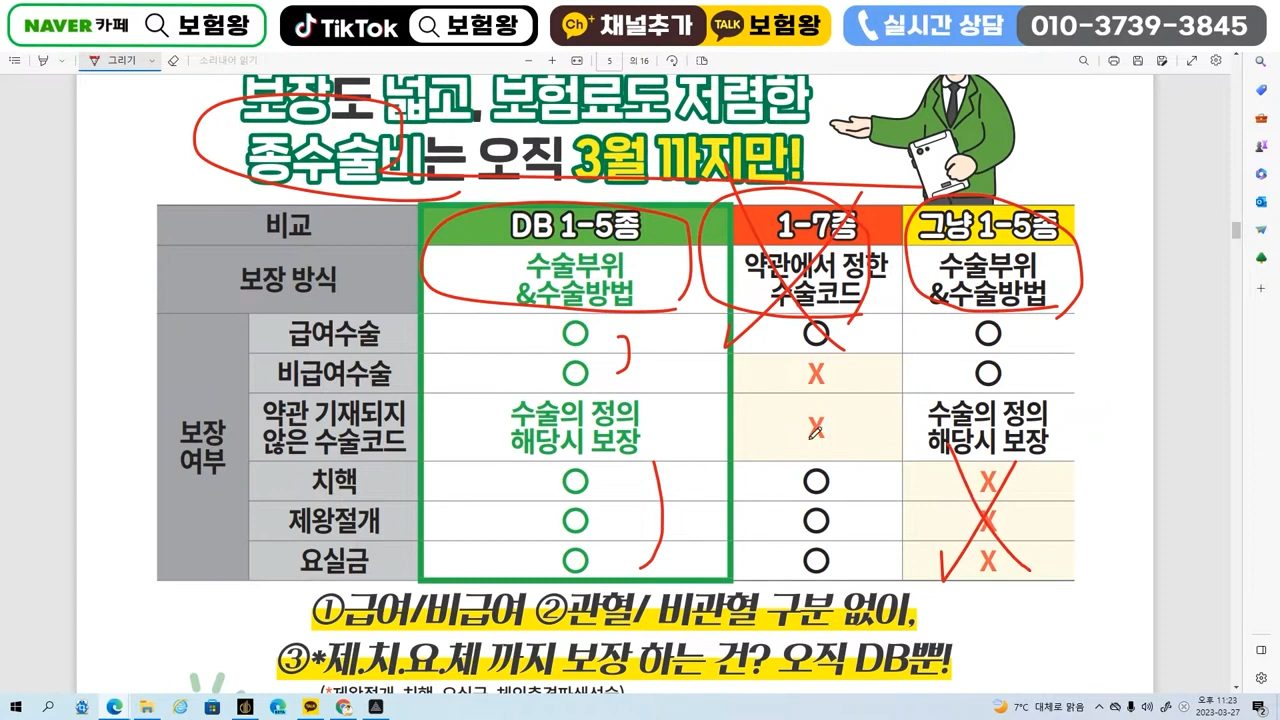 NAVER 카페 보험왕 TikTok 보험왕 Ch+ 채널추가 TALK 보험왕 실시간 상담 010-3739-3845
그리기 소리내어 읽기 5 의 16
보장도 넓고, 보험료도 저렴한
종수술비는 오직 3월 까지만!
비교 DB 1-5종 1-7종 그냥 1-5종
보장 방식 수술부위 &수술방법 약관에서 정한 수술코드 수술부위 &수술방법
보장 여부
급여수술 O O O
비급여수술 O X O
약관 기재되지 않은 수술코드 수술의 정의 해당시 보장 X 수술의 정의 해당시 보장
치핵 O O X
제왕절개 O O X
요실금 O O X
①급여/비급여 ②관혈/ 비관혈 구분 없이,
③*제.치.요.체 까지 보장 하는 건? 오직 DB뿐!
7°C 대체로 맑음 오후 11:23
2023-03-27